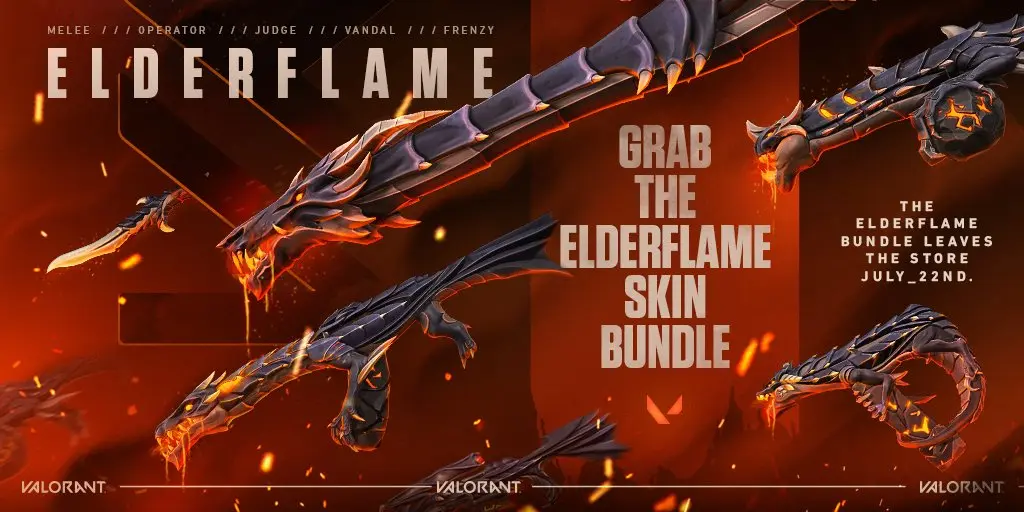 MELEE /// OPERATOR /// JUDGE /// VANDAL /// FRENZY
ELDERFLAME
GRAB
THE
ELDERFLAME
SKIN
BUNDLE
THE
ELDERFLAME
BUNDLE LEAVES
THE STORE
JULY_22ND.
VALORANT
VALORANT
VALORANT